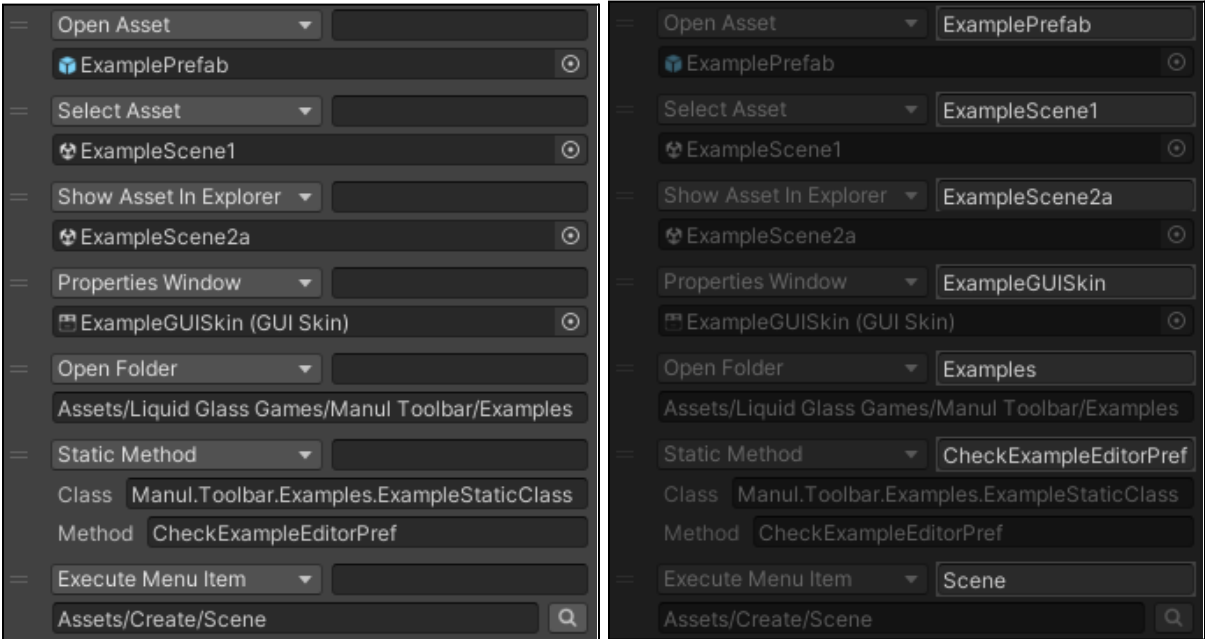 Open Asset
ExamplePrefab
Select Asset
ExampleScene1
Show Asset In Explorer
ExampleScene2a
Properties Window
ExampleGUISkin (GUI Skin)
Open Folder
Assets/Liquid Glass Games/Manul Toolbar/Examples
Static Method
Class Manul.Toolbar.Examples.ExampleStaticClass
Method CheckExampleEditorPref
Execute Menu Item
Assets/Create/Scene
Open Asset ExamplePrefab
ExamplePrefab
Select Asset ExampleScene1
ExampleScene1
Show Asset In Explorer ExampleScene2a
ExampleScene2a
Properties Window ExampleGUISkin
ExampleGUISkin (GUI Skin)
Open Folder Examples
Assets/Liquid Glass Games/Manul Toolbar/Examples
Static Method CheckExampleEditorPref
Class Manul.Toolbar.Examples.ExampleStaticClass
Method CheckExampleEditorPref
Execute Menu Item Scene
Assets/Create/Scene